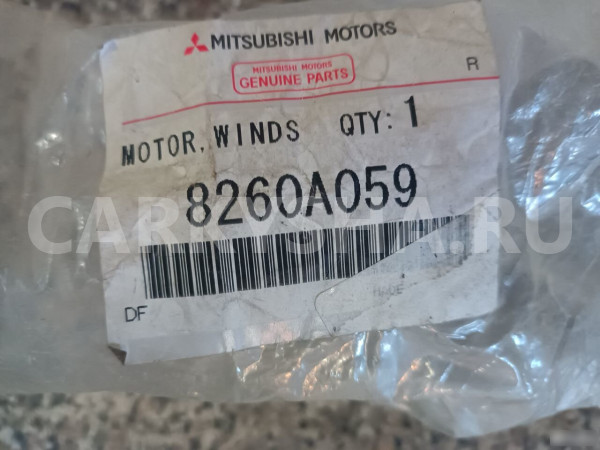 MITSUBISHI MOTORS
MITSUBISHI MOTORS
GENUINE PARTS
R
MOTOR, WINDS QTY: 1
8260A059
CARKYSHA.RU
DF